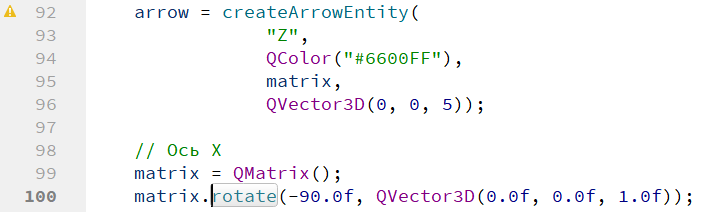 92 arrow = createArrowEntity(
93 "Z",
94 QColor("#6600FF"),
95 matrix,
96 QVector3D(0, 0, 5));
97
98 // Ось X
99 matrix = QMatrix();
100 matrix.rotate(-90.0f, QVector3D(0.0f, 0.0f, 1.0f));